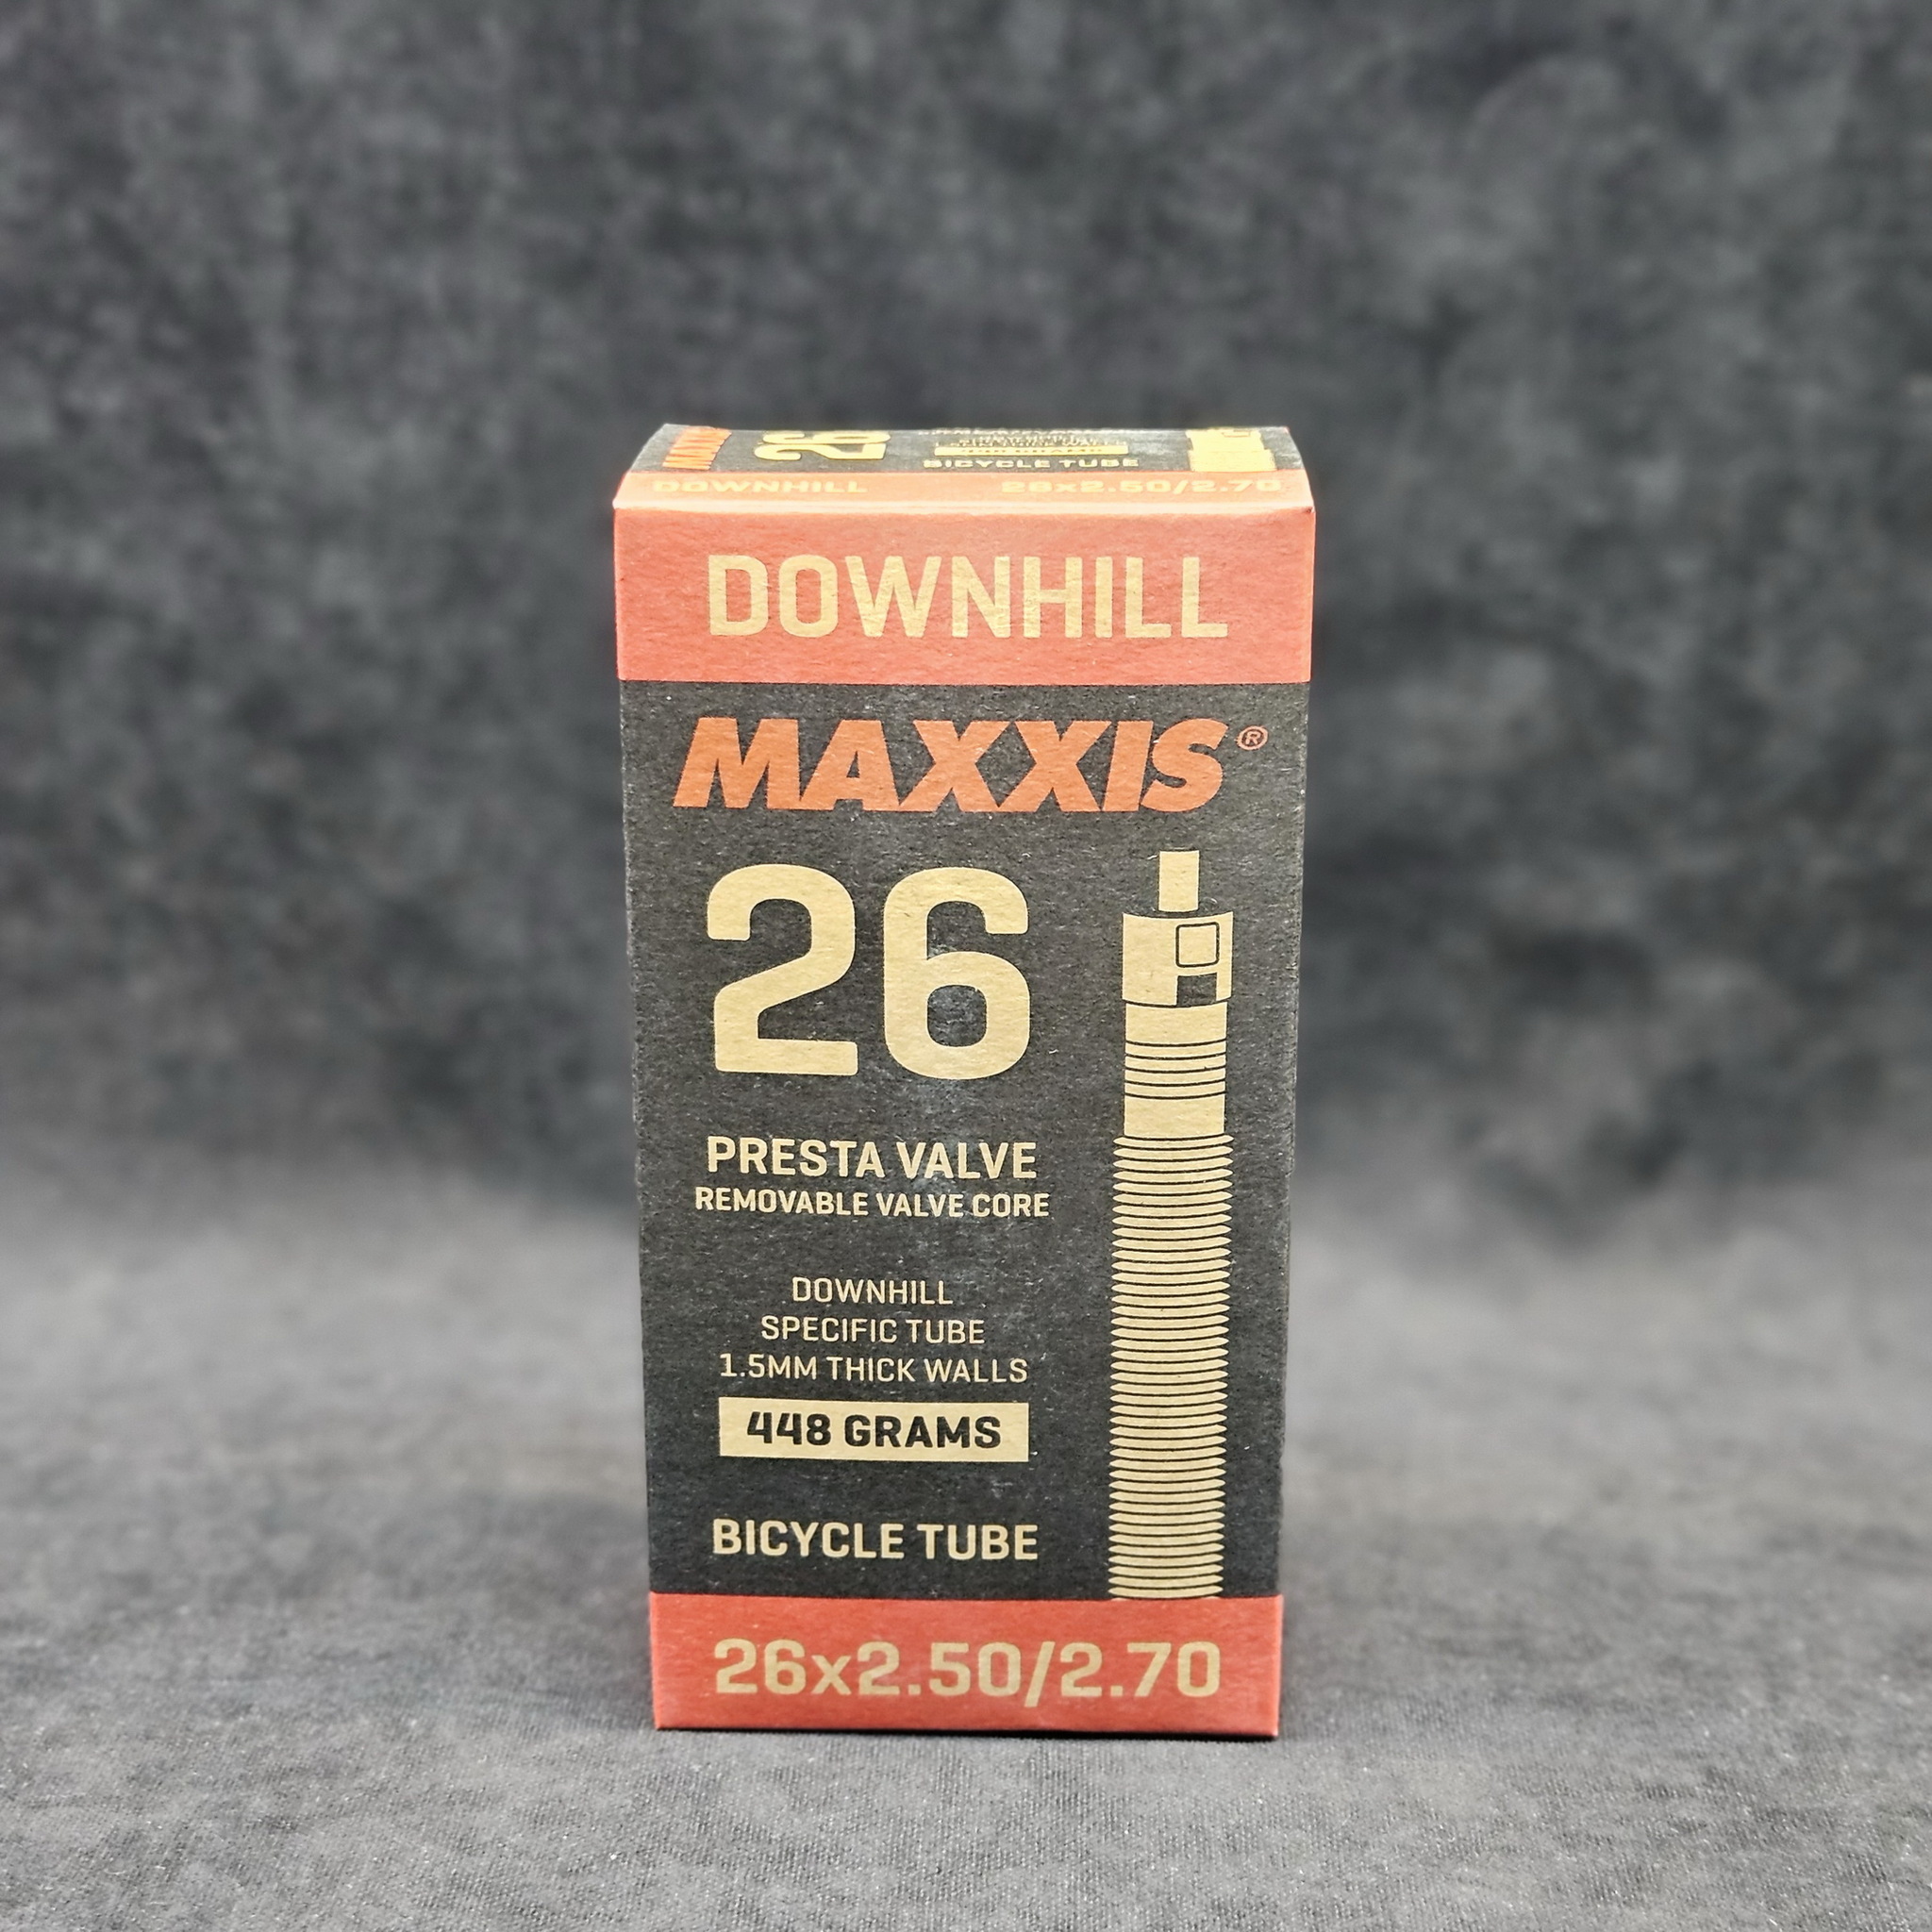 MAXXIS 26 BICYCLE TUBE
DOWNHILL 26x2.50/2.70
DOWNHILL
MAXXIS®
26
PRESTA VALVE
REMOVABLE VALVE CORE
DOWNHILL
SPECIFIC TUBE
1.5MM THICK WALLS
448 GRAMS
BICYCLE TUBE
26x2.50/2.70